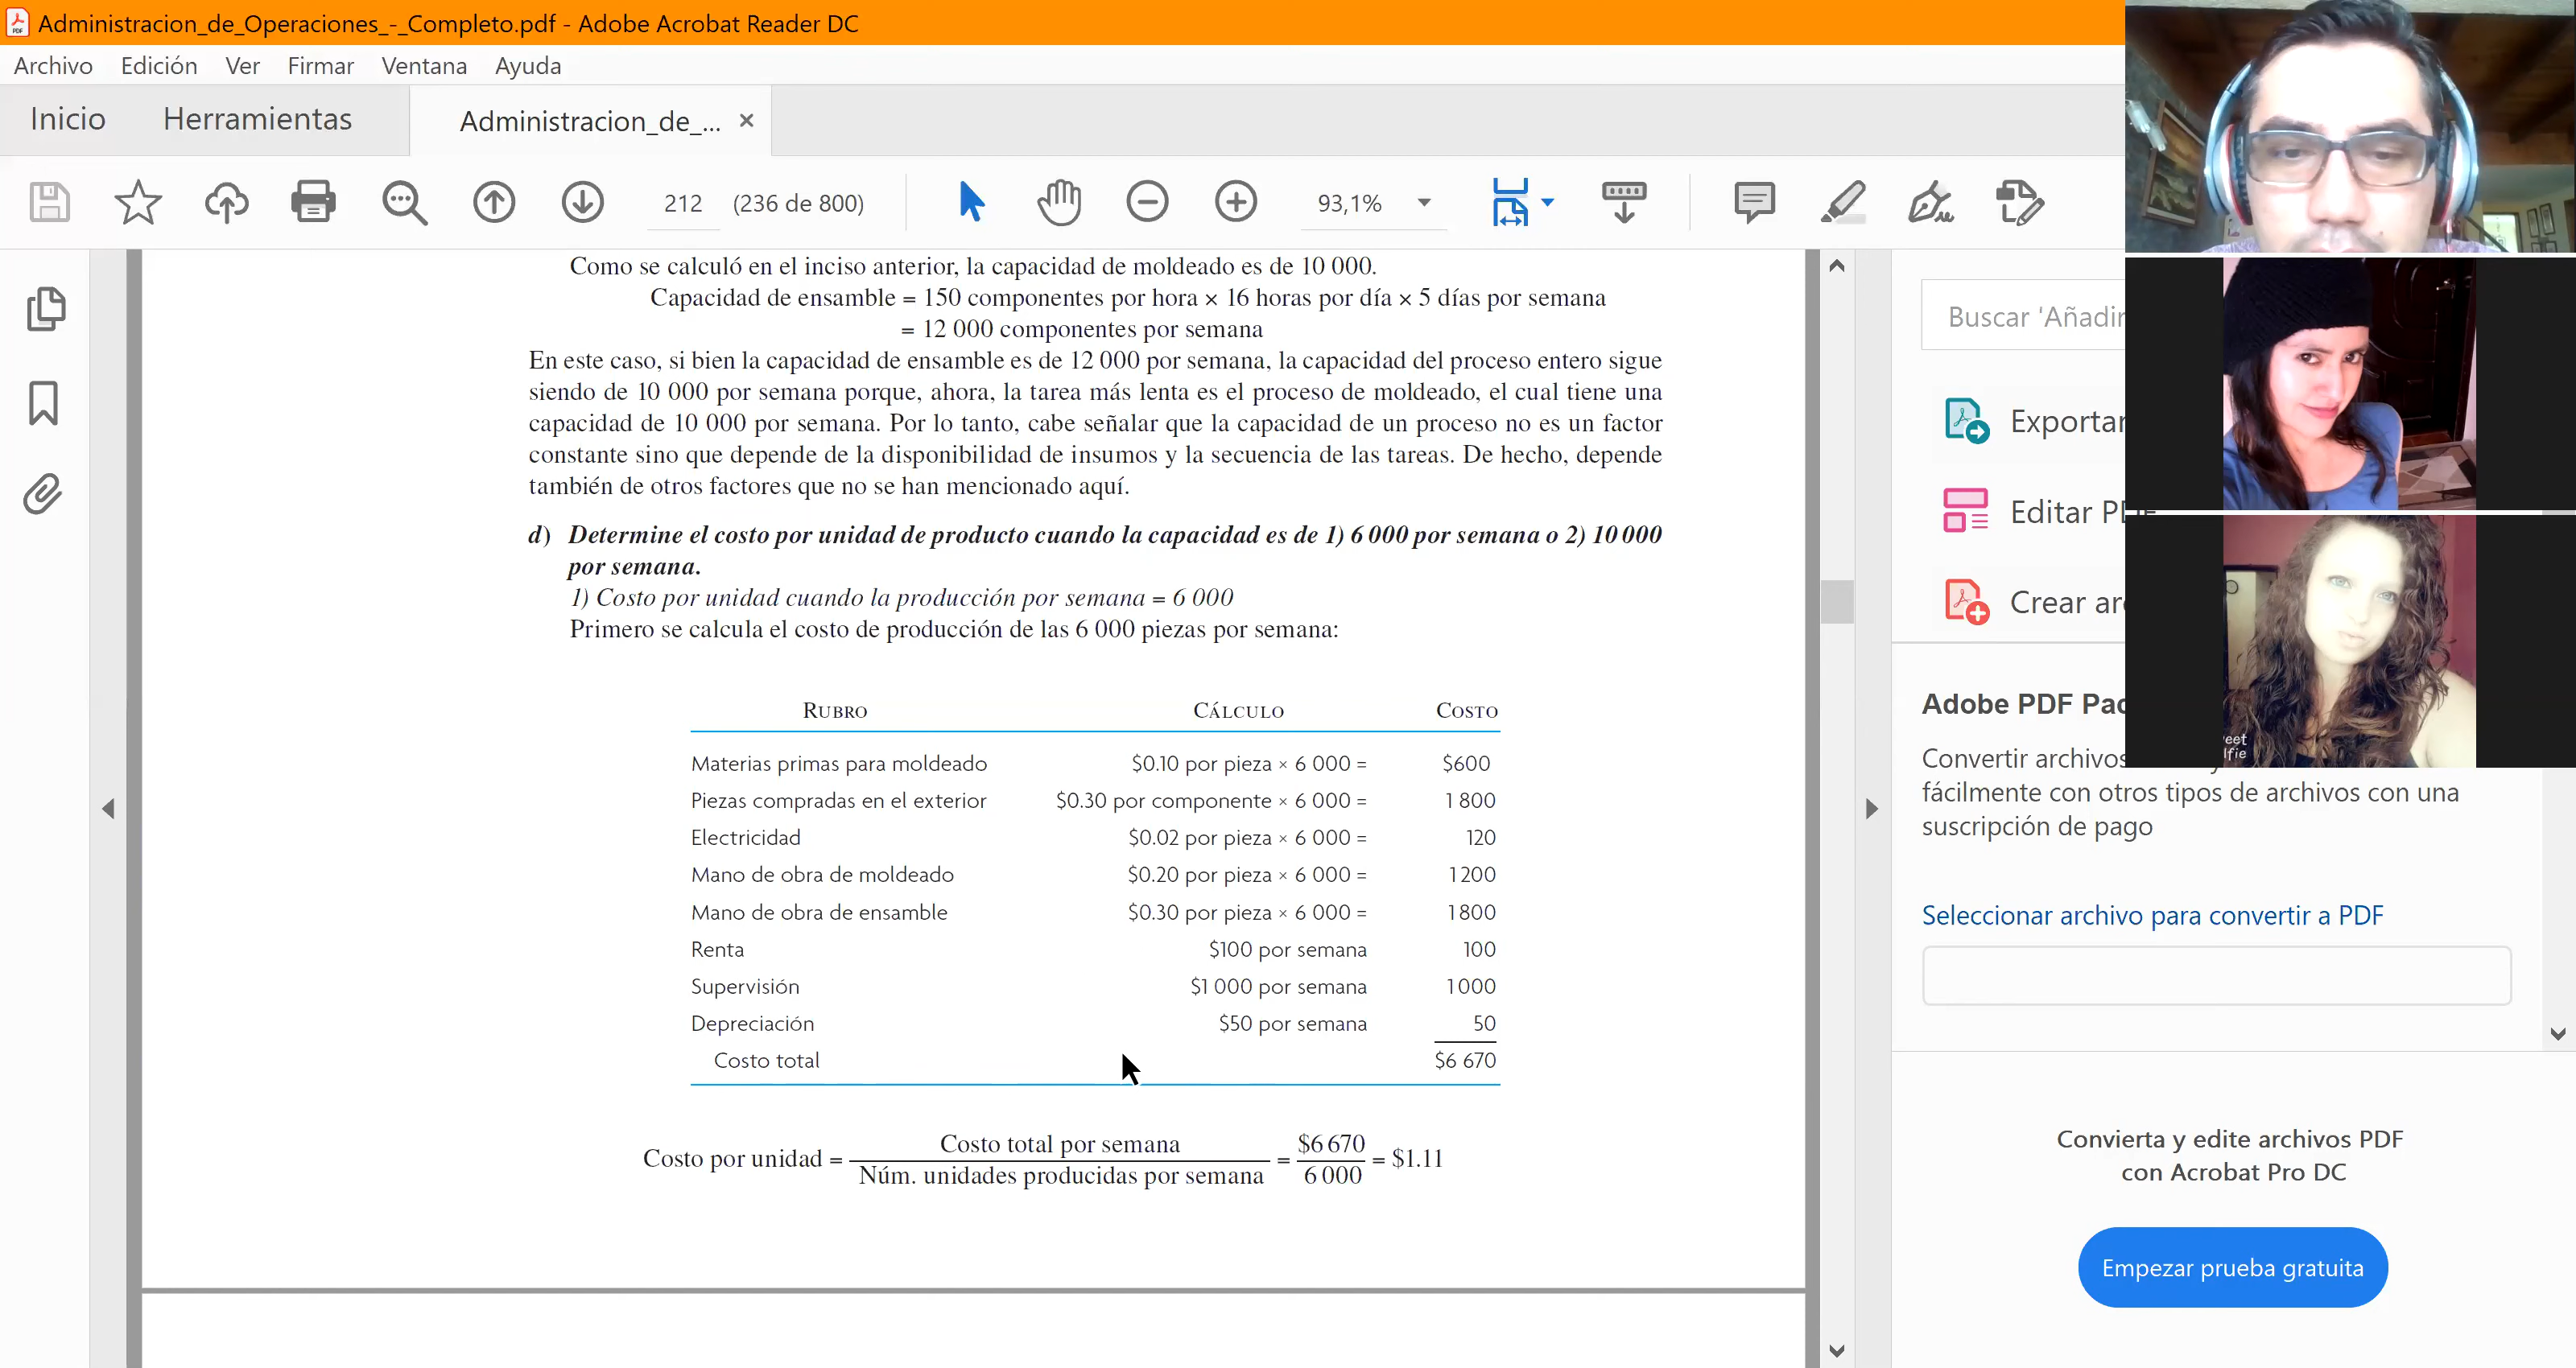 Administracion_de_Operaciones_-_Completo.pdf - Adobe Acrobat Reader DC
Archivo Edición Ver Firmar Ventana Ayuda
Inicio Herramientas Administracion_de_... ×
212 (236 de 800) 93,1%
Como se calculó en el inciso anterior, la capacidad de moldeado es de 10 000.
Capacidad de ensamble = 150 componentes por hora × 16 horas por día × 5 días por semana
= 12 000 componentes por semana
En este caso, si bien la capacidad de ensamble es de 12 000 por semana, la capacidad del proceso entero sigue
siendo de 10 000 por semana porque, ahora, la tarea más lenta es el proceso de moldeado, el cual tiene una
capacidad de 10 000 por semana. Por lo tanto, cabe señalar que la capacidad de un proceso no es un factor
constante sino que depende de la disponibilidad de insumos y la secuencia de las tareas. De hecho, depende
también de otros factores que no se han mencionado aquí.
d) Determine el costo por unidad de producto cuando la capacidad es de 1) 6 000 por semana o 2) 10 000
por semana.
1) Costo por unidad cuando la producción por semana = 6 000
Primero se calcula el costo de producción de las 6 000 piezas por semana:
RUBRO CÁLCULO COSTO
Materias primas para moldeado $0.10 por pieza × 6 000 = $600
Piezas compradas en el exterior $0.30 por componente × 6 000 = 1 800
Electricidad $0.02 por pieza × 6 000 = 120
Mano de obra de moldeado $0.20 por pieza × 6 000 = 1 200
Mano de obra de ensamble $0.30 por pieza × 6 000 = 1 800
Renta $100 por semana 100
Supervisión $1 000 por semana 1 000
Depreciación $50 por semana 50
Costo total $6 670
Costo por unidad = Costo total por semana / Núm. unidades producidas por semana = $6 670 / 6 000 = $1.11
Buscar 'Añadir
Exportar
Editar PDF
Crear ar
Adobe PDF Pac
Convertir archivos
fácilmente con otros tipos de archivos con una
suscripción de pago
Seleccionar archivo para convertir a PDF
Convierta y edite archivos PDF
con Acrobat Pro DC
Empezar prueba gratuita